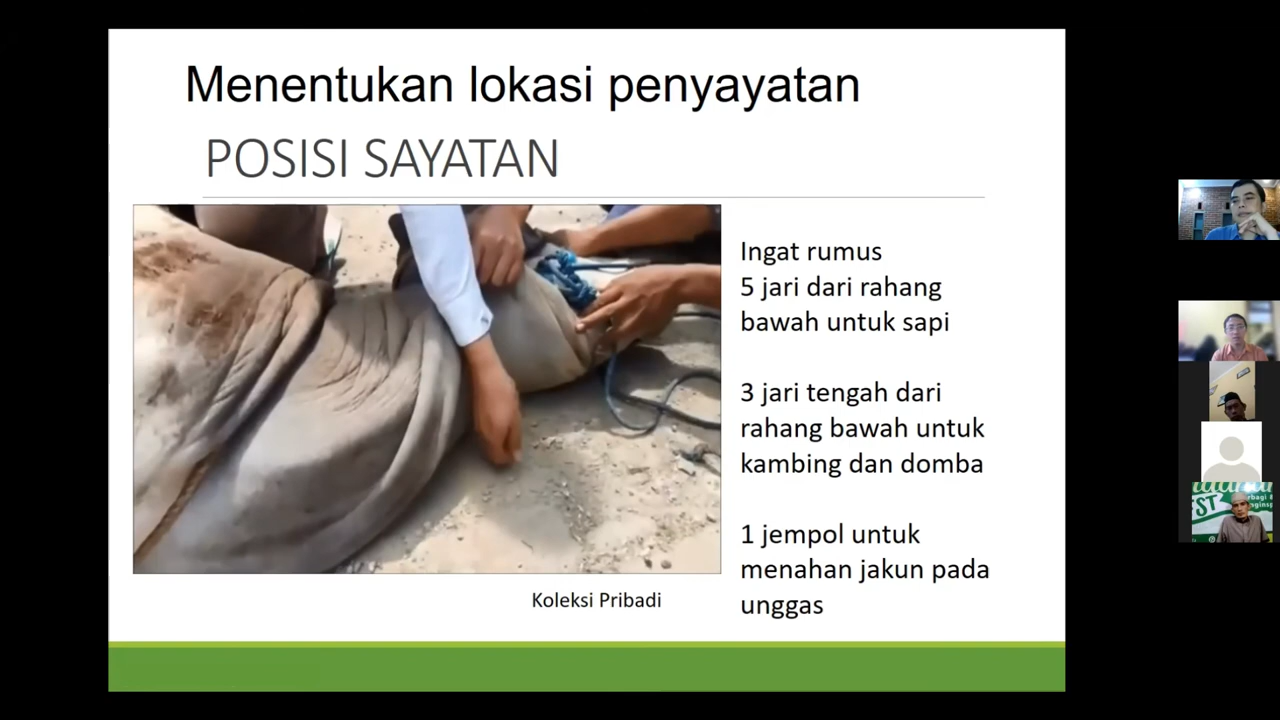 Menentukan lokasi penyayatan
POSISI SAYATAN
Ingat rumus
5 jari dari rahang
bawah untuk sapi
3 jari tengah dari
rahang bawah untuk
kambing dan domba
1 jempol untuk
menahan jakun pada
unggas
Koleksi Pribadi
ST